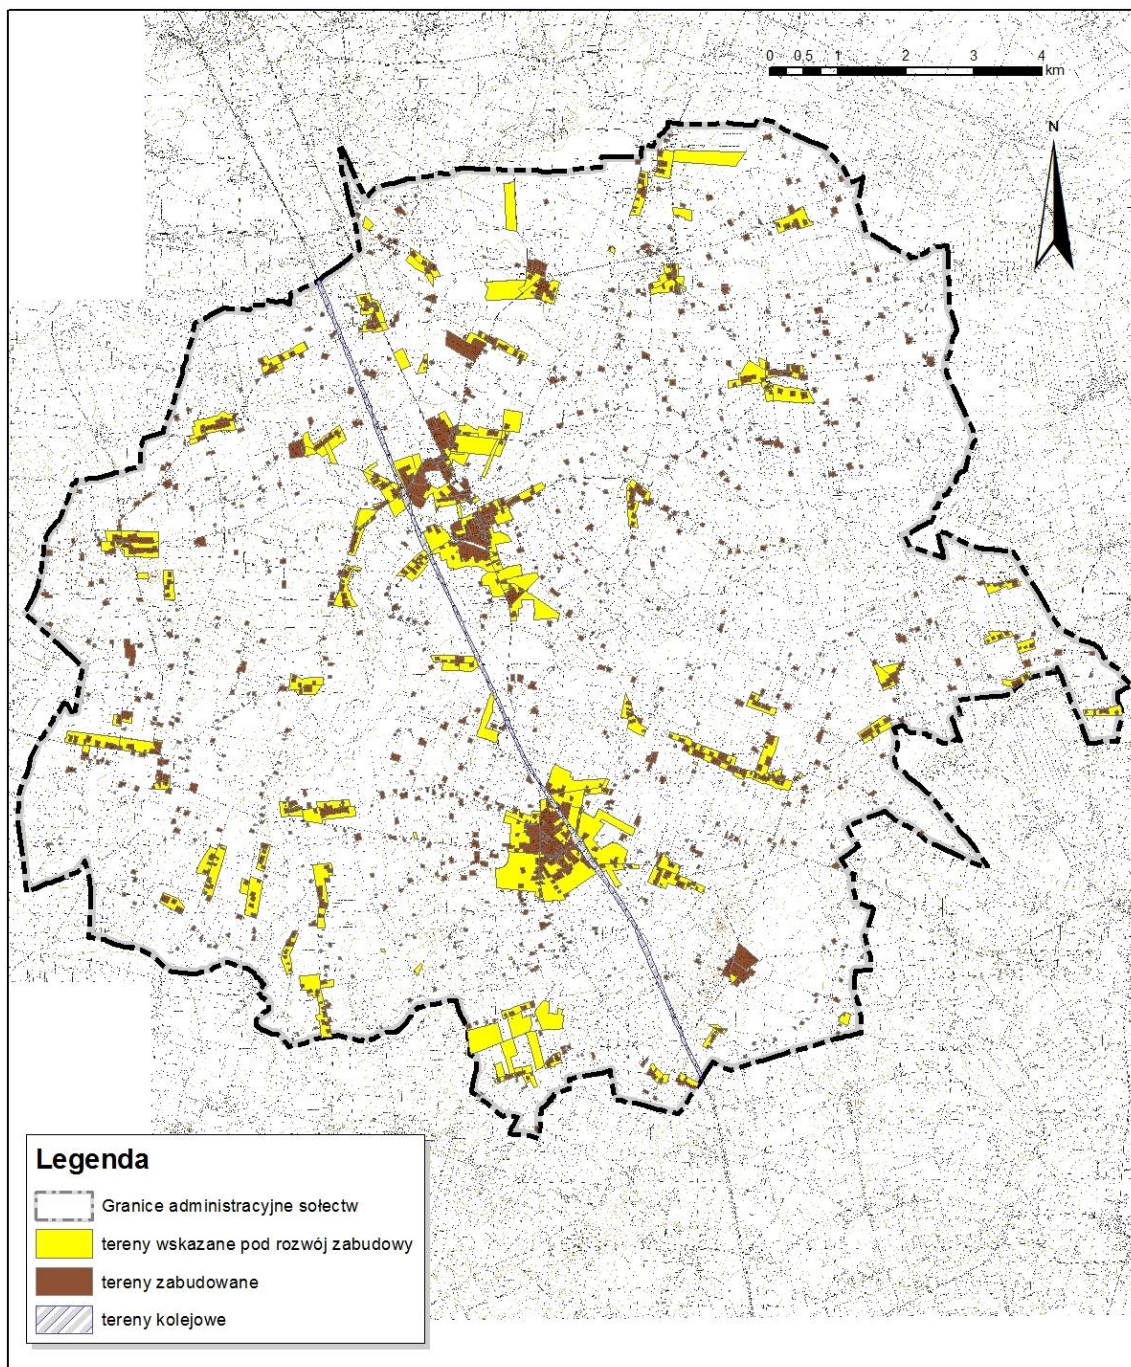 0 0,5 1 2 3 4
km
N
Legenda
Granice administracyjne sołectw
tereny wskazane pod rozwój zabudowy
tereny zabudowane
tereny kolejowe